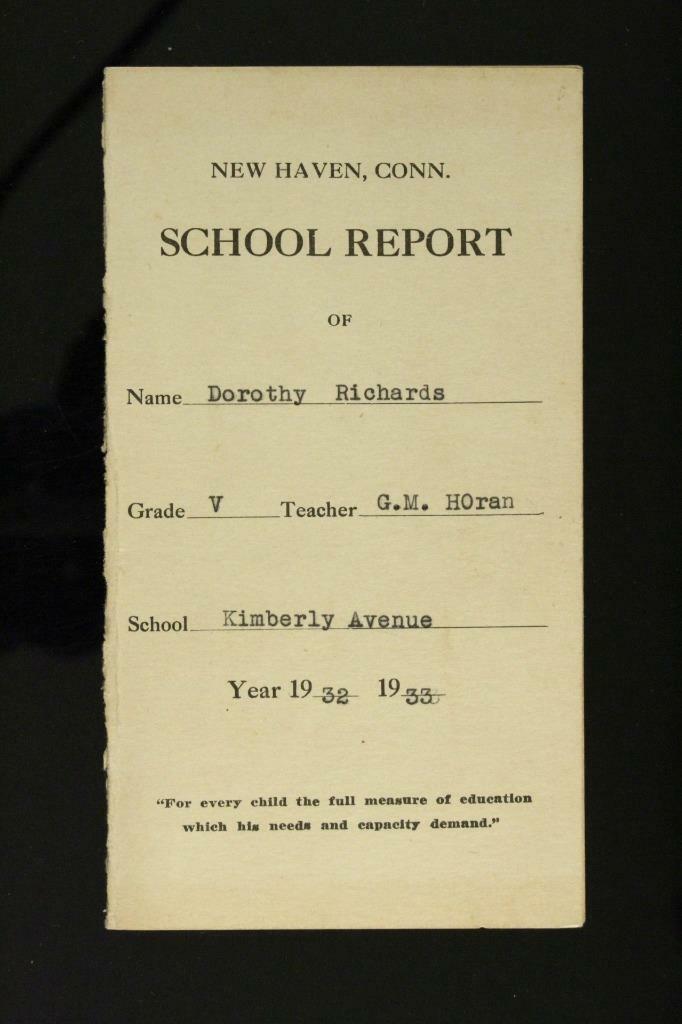 NEW HAVEN, CONN.
SCHOOL REPORT
OF
Name Dorothy Richards
Grade V Teacher G.M. HOran
School Kimberly Avenue
Year 1932 1933
"For every child the full measure of education
which his needs and capacity demand."